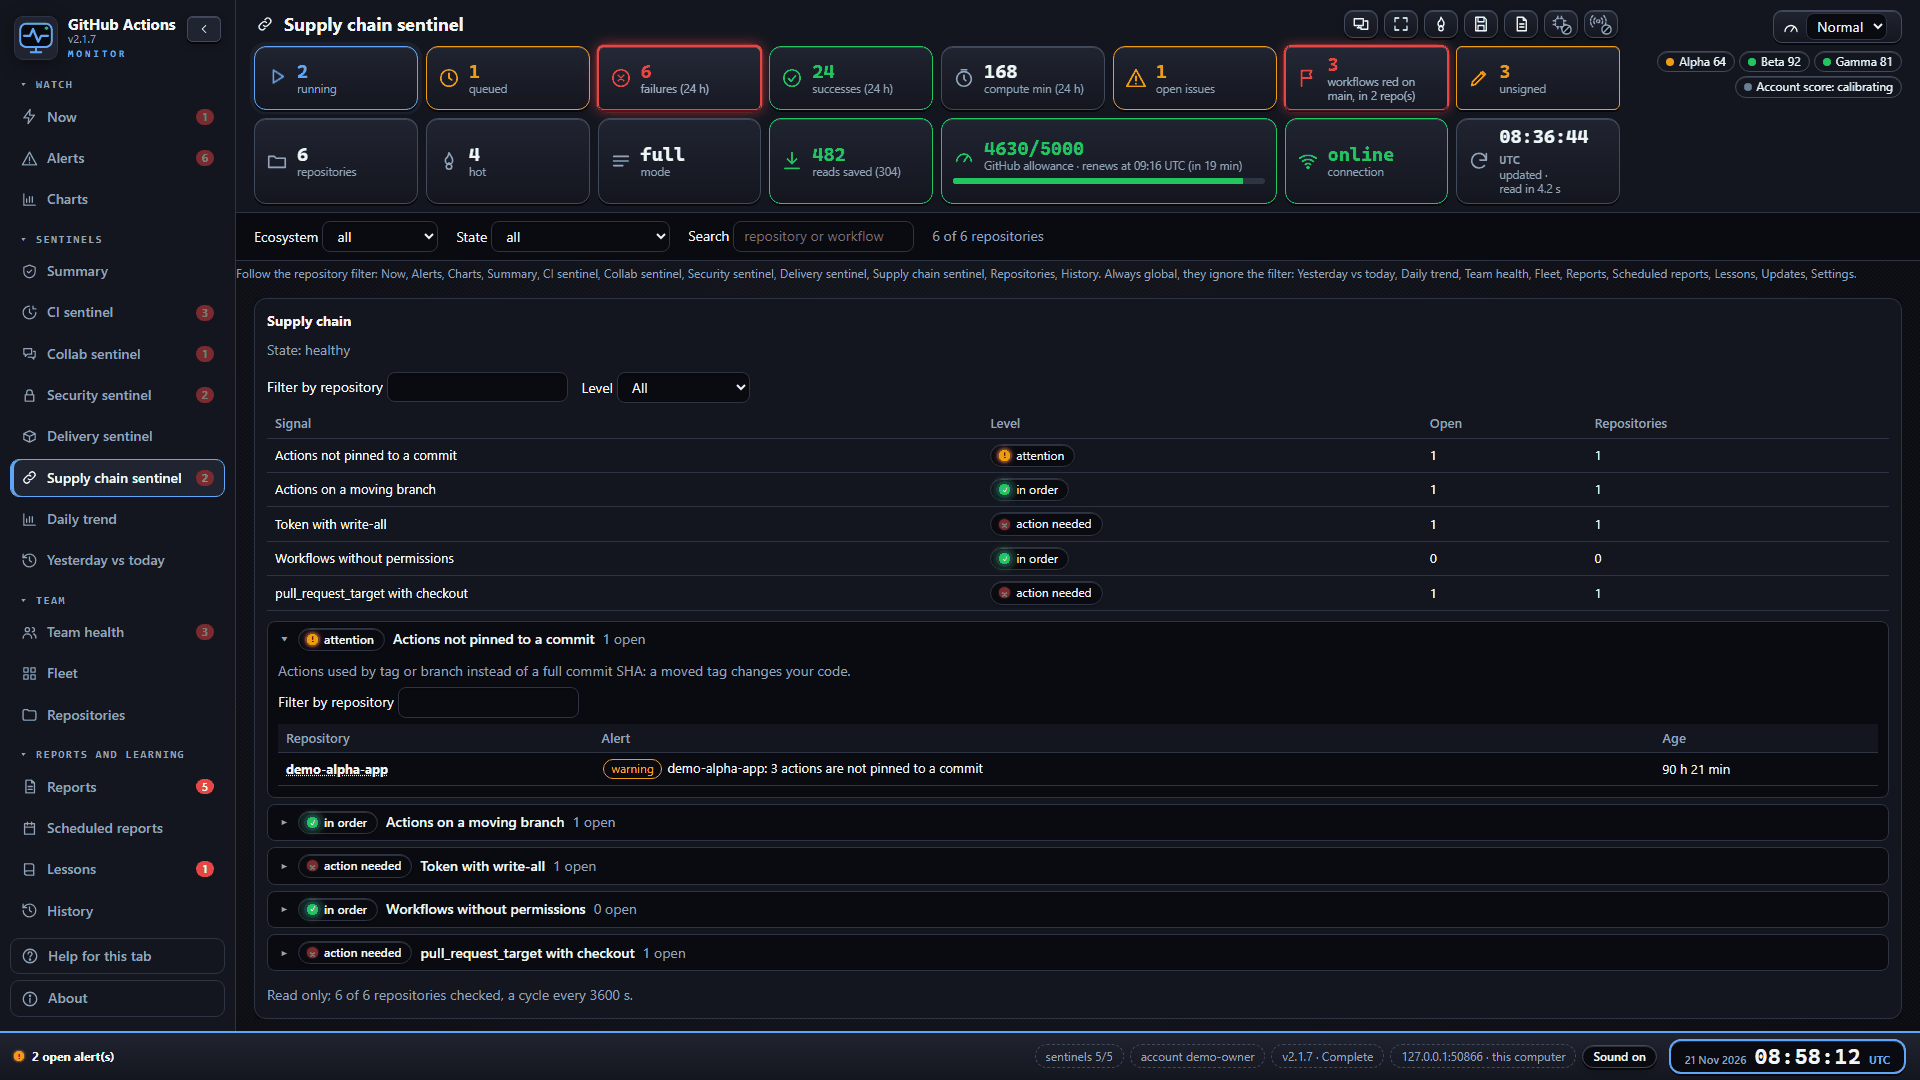 GitHub Actions
v2.1.7
MONITOR
WATCH
Now 1
Alerts 6
Charts
SENTINELS
Summary
CI sentinel 3
Collab sentinel 1
Security sentinel 2
Delivery sentinel
Supply chain sentinel 2
Daily trend
Yesterday vs today
TEAM
Team health 3
Fleet
Repositories
REPORTS AND LEARNING
Reports 5
Scheduled reports
Lessons 1
History
Help for this tab
About
Supply chain sentinel
Normal
2 running
1 queued
6 failures (24 h)
24 successes (24 h)
168 compute min (24 h)
1 open issues
3 workflows red on main, in 2 repo(s)
3 unsigned
Alpha 64 Beta 92 Gamma 81
Account score: calibrating
6 repositories
4 hot
full mode
482 reads saved (304)
4630/5000
GitHub allowance · renews at 09:16 UTC (in 19 min)
online connection
08:36:44
UTC
updated ·
read in 4.2 s
Ecosystem all State all Search repository or workflow 6 of 6 repositories
Follow the repository filter: Now, Alerts, Charts, Summary, CI sentinel, Collab sentinel, Security sentinel, Delivery sentinel, Supply chain sentinel, Repositories, History. Always global, they ignore the filter: Yesterday vs today, Daily trend, Team health, Fleet, Reports, Scheduled reports, Lessons, Updates, Settings.
Supply chain
State: healthy
Filter by repository Level All
Signal Level Open Repositories
Actions not pinned to a commit attention 1 1
Actions on a moving branch in order 1 1
Token with write-all action needed 1 1
Workflows without permissions in order 0 0
pull_request_target with checkout action needed 1 1
attention Actions not pinned to a commit 1 open
Actions used by tag or branch instead of a full commit SHA: a moved tag changes your code.
Filter by repository
Repository Alert Age
demo-alpha-app warning demo-alpha-app: 3 actions are not pinned to a commit 90 h 21 min
in order Actions on a moving branch 1 open
action needed Token with write-all 1 open
in order Workflows without permissions 0 open
action needed pull_request_target with checkout 1 open
Read only; 6 of 6 repositories checked, a cycle every 3600 s.
2 open alert(s)
sentinels 5/5 account demo-owner v2.1.7 · Complete 127.0.0.1:50866 · this computer Sound on 21 Nov 2026 08:58:12 UTC